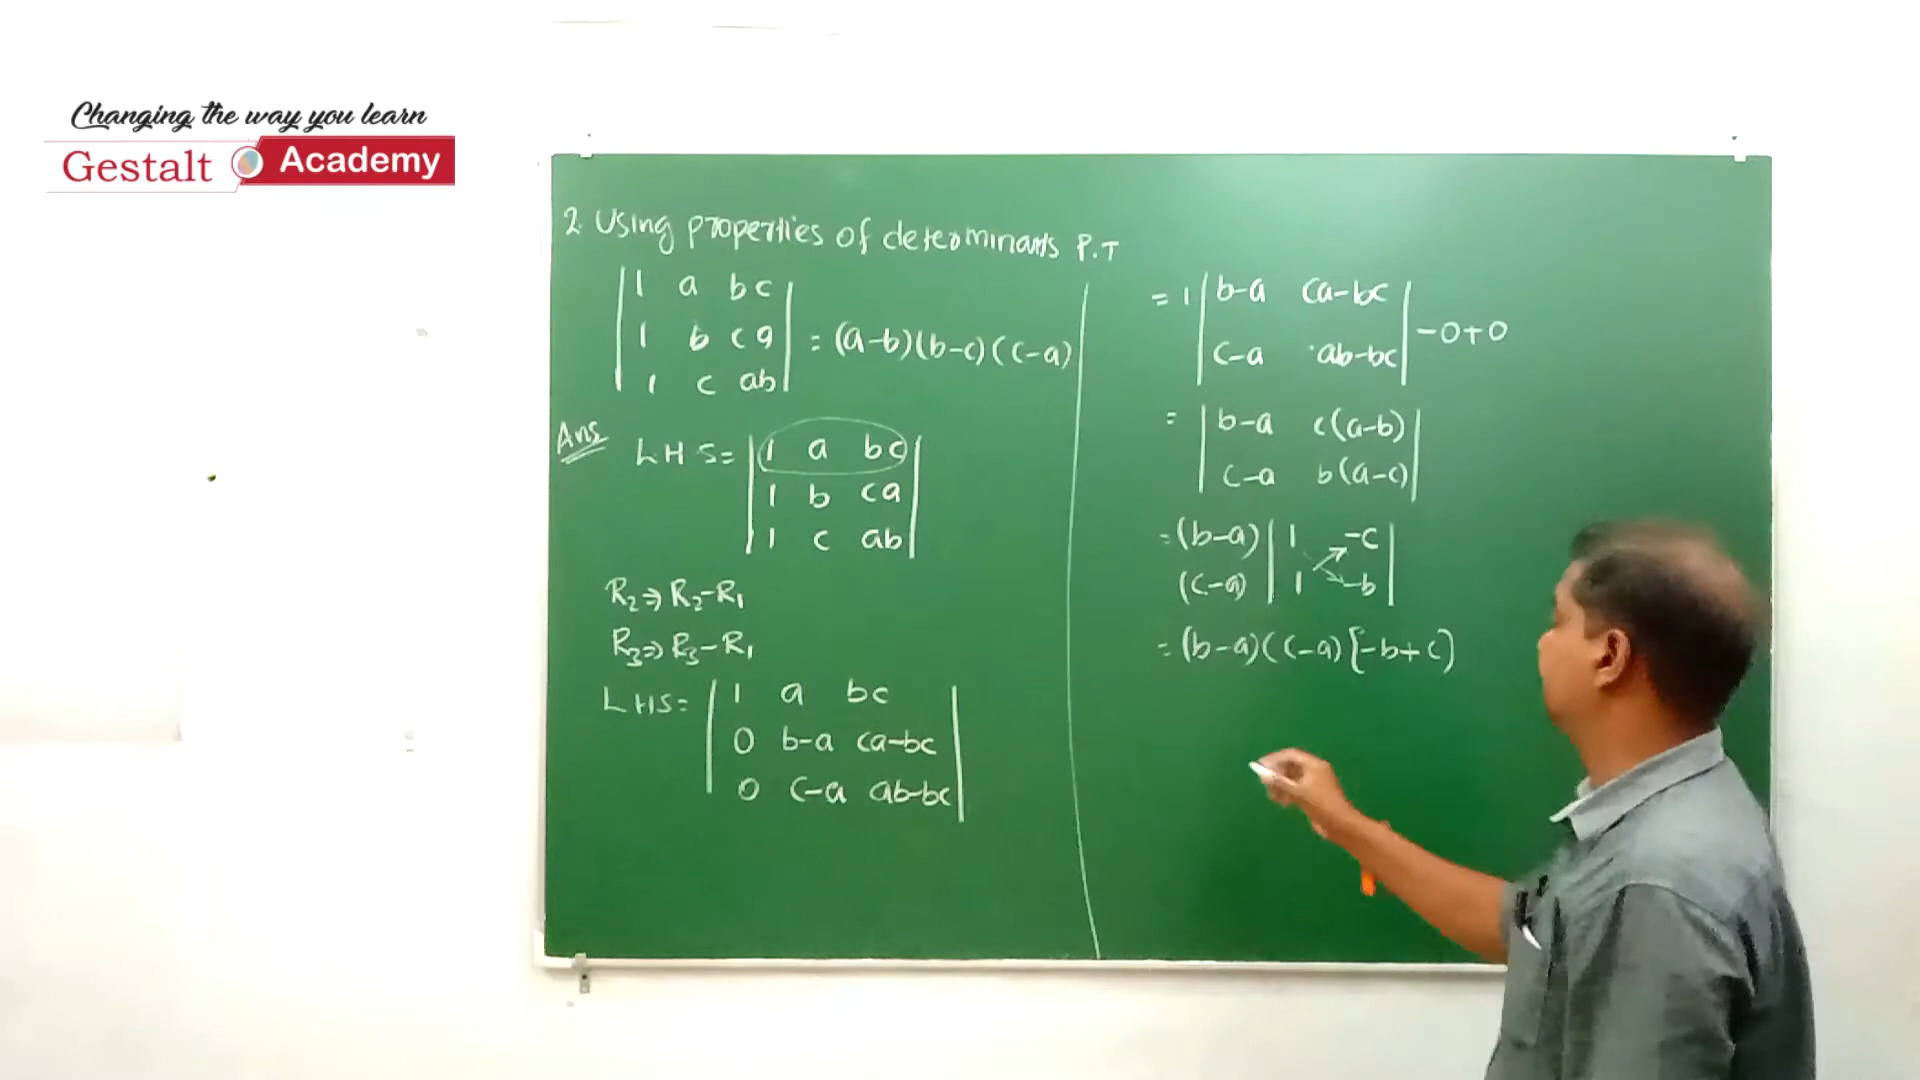 Changing the way you learn
Gestalt Academy
2. Using properties of determinants P.T
| 1 a bc |
| 1 b ca | = (a-b)(b-c)(c-a)
| 1 c ab |
Ans
LHS = | 1 a bc |
| 1 b ca |
| 1 c ab |
R₂ ⇒ R₂-R₁
R₃ ⇒ R₃-R₁
LHS = | 1 a bc |
| 0 b-a ca-bc |
| 0 c-a ab-bc |
= 1 | b-a ca-bc |
| c-a ab-bc | -0+0
= | b-a c(a-b) |
| c-a b(a-c) |
= (b-a) | 1 -c |
(c-a) | 1 -b |
= (b-a)(c-a)[-b+c)